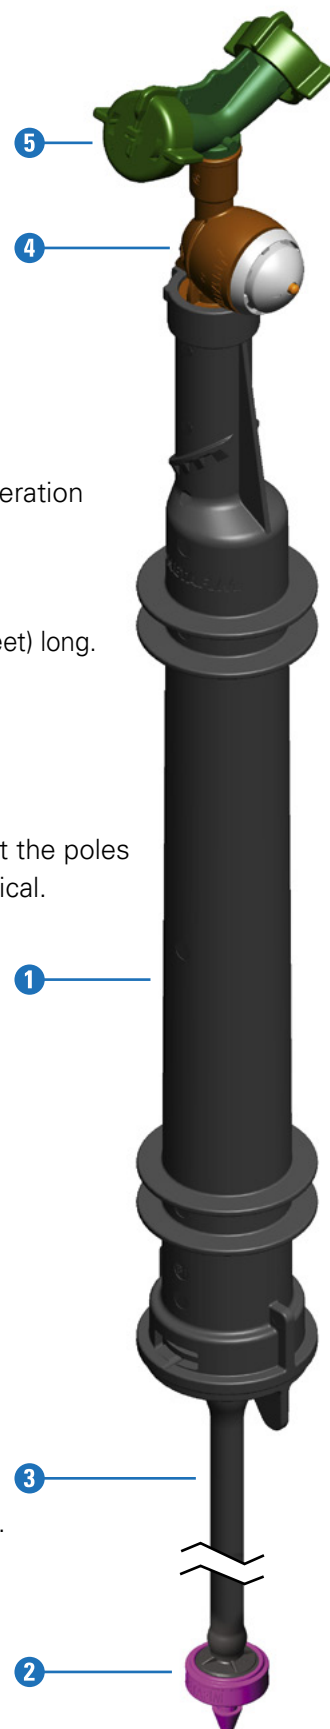 5
4
eration
eet) long.
t the poles
ical.
1
3
.
2